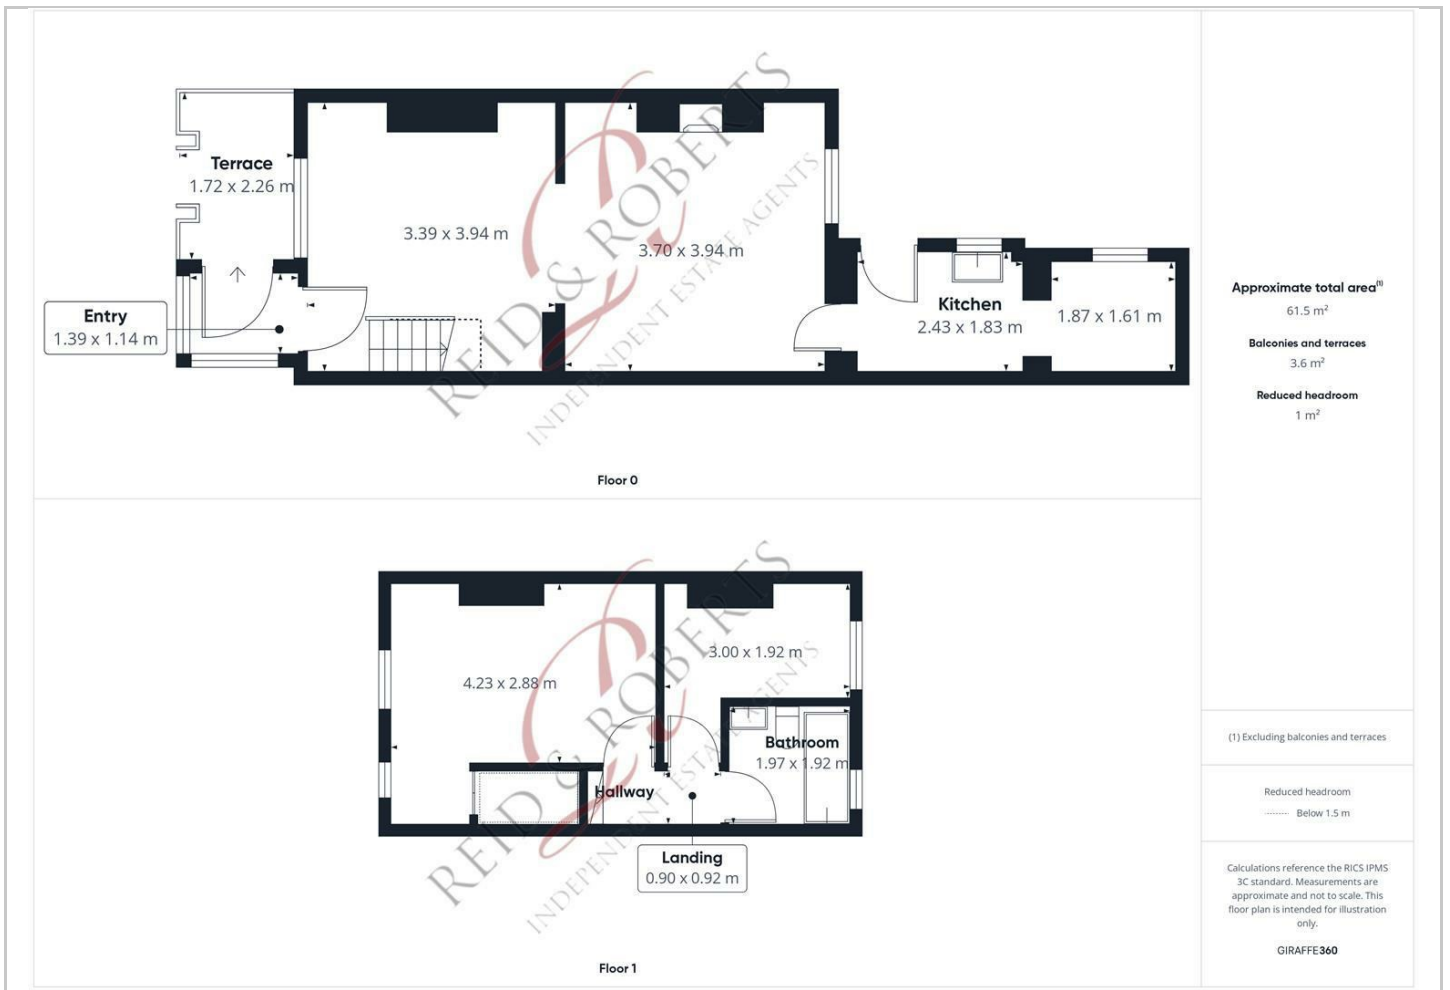 Terrace
1.72 x 2.26 m
3.39 x 3.94 m
3.70 x 3.94 m
Entry
1.39 x 1.14 m
Kitchen
2.43 x 1.83 m
1.87 x 1.61 m
REID & ROBERTS
INDEPENDENT ESTATE AGENTS
Floor 0
4.23 x 2.88 m
3.00 x 1.92 m
Bathroom
1.97 x 1.92 m
Hallway
Landing
0.90 x 0.92 m
REID & ROBERTS
INDEPENDENT ESTATE AGENTS
Floor 1
Approximate total area(1)
61.5 m²
Balconies and terraces
3.6 m²
Reduced headroom
1 m²
(1) Excluding balconies and terraces
Reduced headroom
Below 1.5 m
Calculations reference the RICS IPMS
3C standard. Measurements are
approximate and not to scale. This
floor plan is intended for illustration
only.
GIRAFFE360